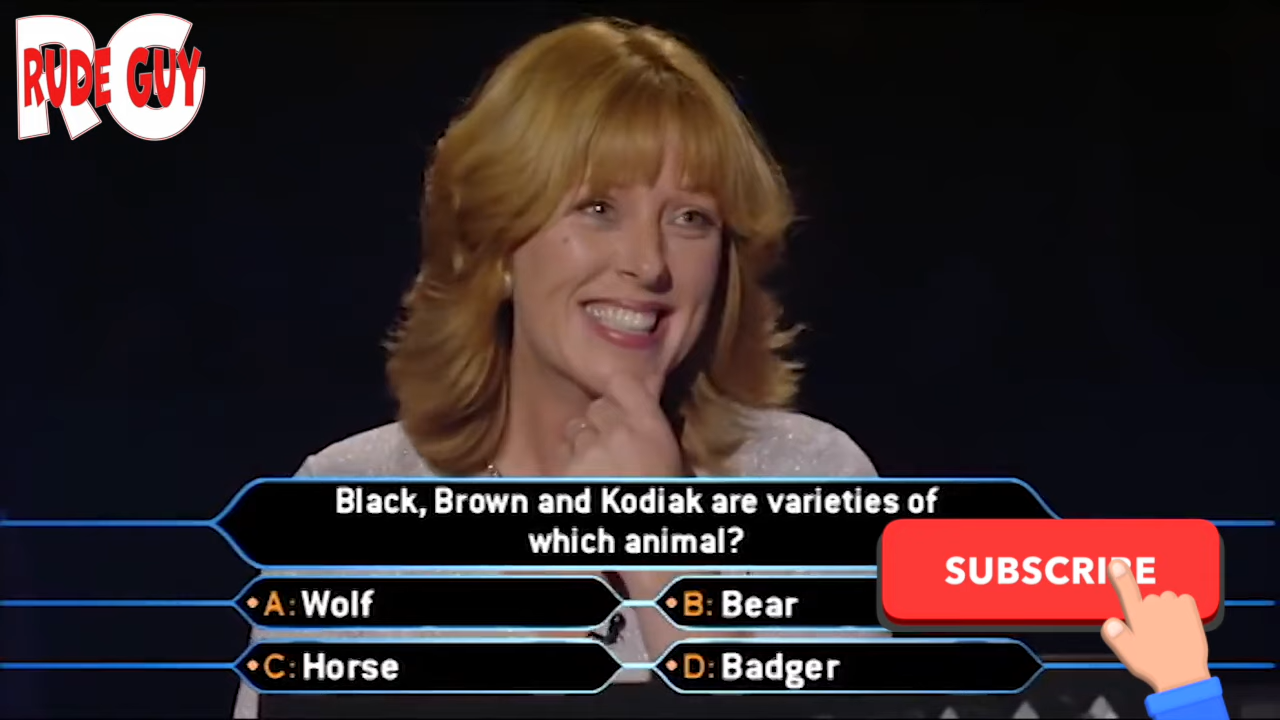 RG
RUDE GUY
Black, Brown and Kodiak are varieties of
which animal?
A: Wolf
B: Bear
SUBSCRIBE
C: Horse
D: Badger